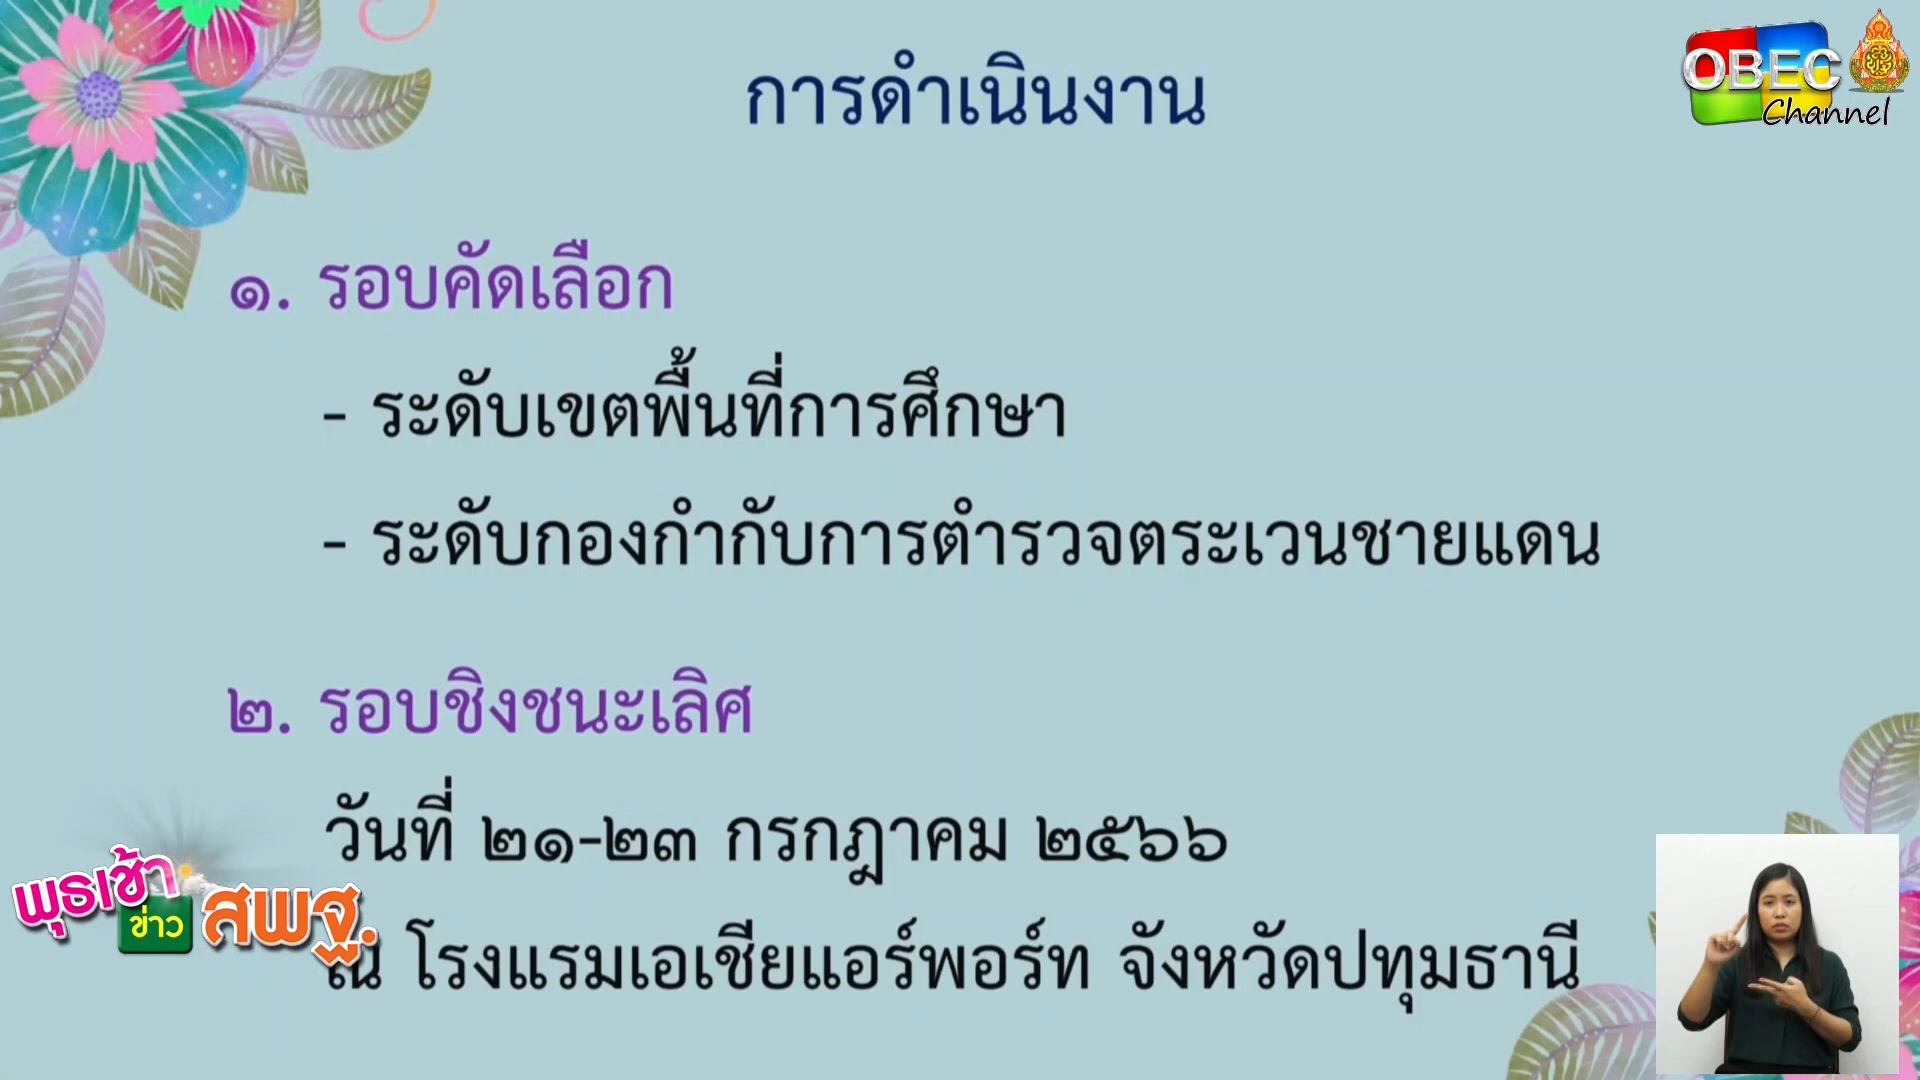 การดำเนินงาน
OBEC
Channel
๑. รอบคัดเลือก
- ระดับเขตพื้นที่การศึกษา
- ระดับกองกำกับการตำรวจตระเวนชายแดน
๒. รอบชิงชนะเลิศ
วันที่ ๒๑-๒๓ กรกฎาคม ๒๕๖๖
ณ โรงแรมเอเชียแอร์พอร์ท จังหวัดปทุมธานี
พุธเช้า
ข่าว สพฐ.